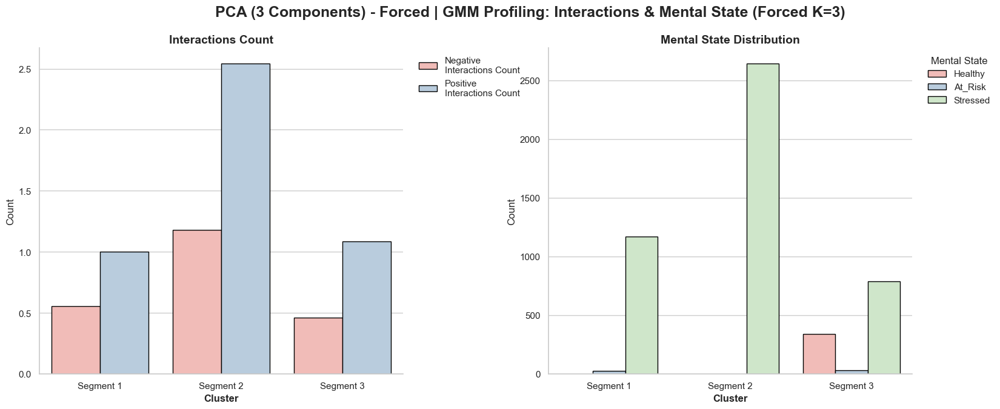 PCA (3 Components) - Forced | GMM Profiling: Interactions & Mental State (Forced K=3)
Interactions Count
Negative
Interactions Count
Positive
Interactions Count
Count
2.5
2.0
1.5
1.0
0.5
0.0
Segment 1
Segment 2
Segment 3
Cluster
Mental State Distribution
Mental State
Healthy
At_Risk
Stressed
Count
2500
2000
1500
1000
500
0
Segment 1
Segment 2
Segment 3
Cluster